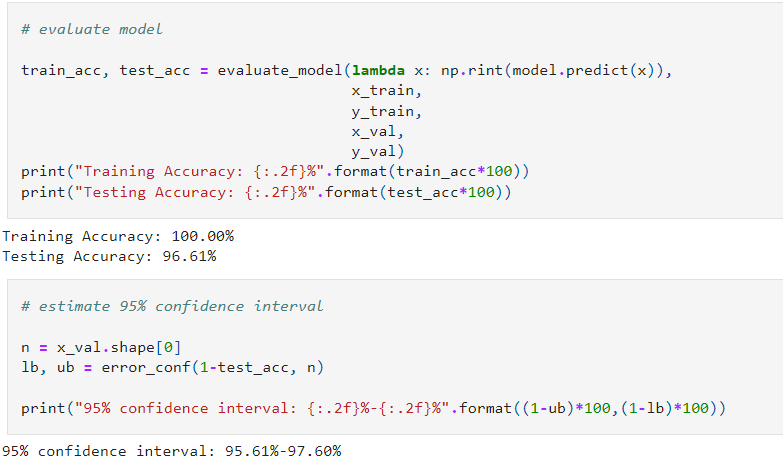 # evaluate model
train_acc, test_acc = evaluate_model(lambda x: np.rint(model.predict(x)),
x_train,
y_train,
x_val,
y_val)
print("Training Accuracy: {:.2f}%".format(train_acc*100))
print("Testing Accuracy: {:.2f}%".format(test_acc*100))
Training Accuracy: 100.00%
Testing Accuracy: 96.61%
# estimate 95% confidence interval
n = x_val.shape[0]
lb, ub = error_conf(1-test_acc, n)
print("95% confidence interval: {:.2f}%-{:.2f}%".format((1-ub)*100,(1-lb)*100))
95% confidence interval: 95.61%-97.60%